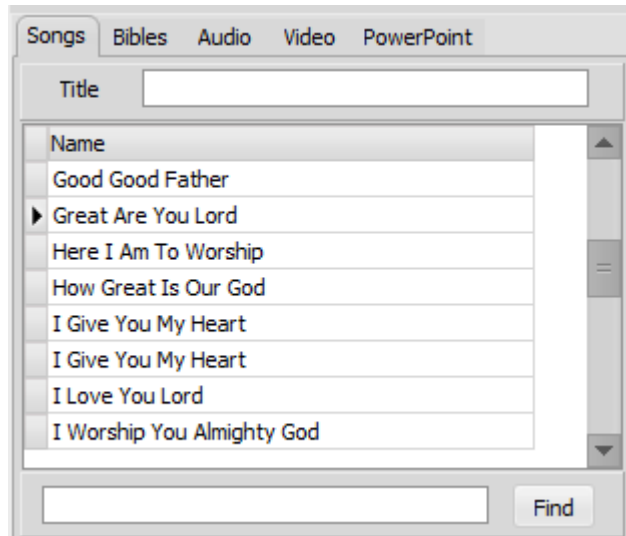 Songs Bibles Audio Video PowerPoint
Title
Name
Good Good Father
Great Are You Lord
Here I Am To Worship
How Great Is Our God
I Give You My Heart
I Give You My Heart
I Love You Lord
I Worship You Almighty God
Find